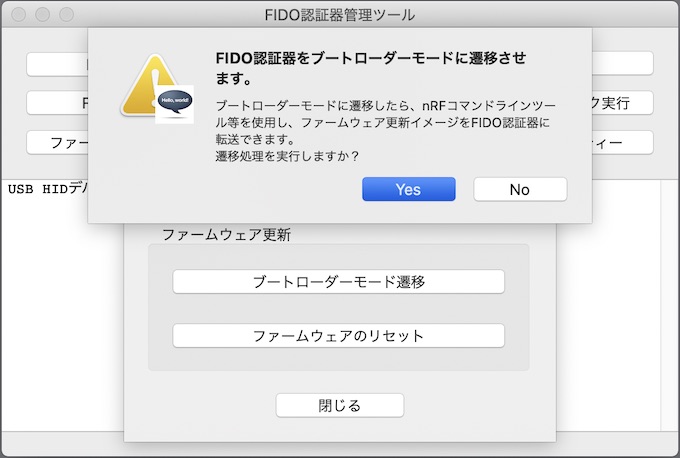 FIDO認証器管理ツール
FIDO認証器をブートローダーモードに遷移させ
ます。
Hello, world!
ブートローダーモードに遷移したら、nRFコマンドラインツー
ル等を使用し、ファームウェア更新イメージをFIDO認証器に
転送できます。
遷移処理を実行しますか？
Yes No
ク実行
ファー
ティー
USB HIDデバ
ファームウェア更新
ブートローダーモード遷移
ファームウェアのリセット
閉じる